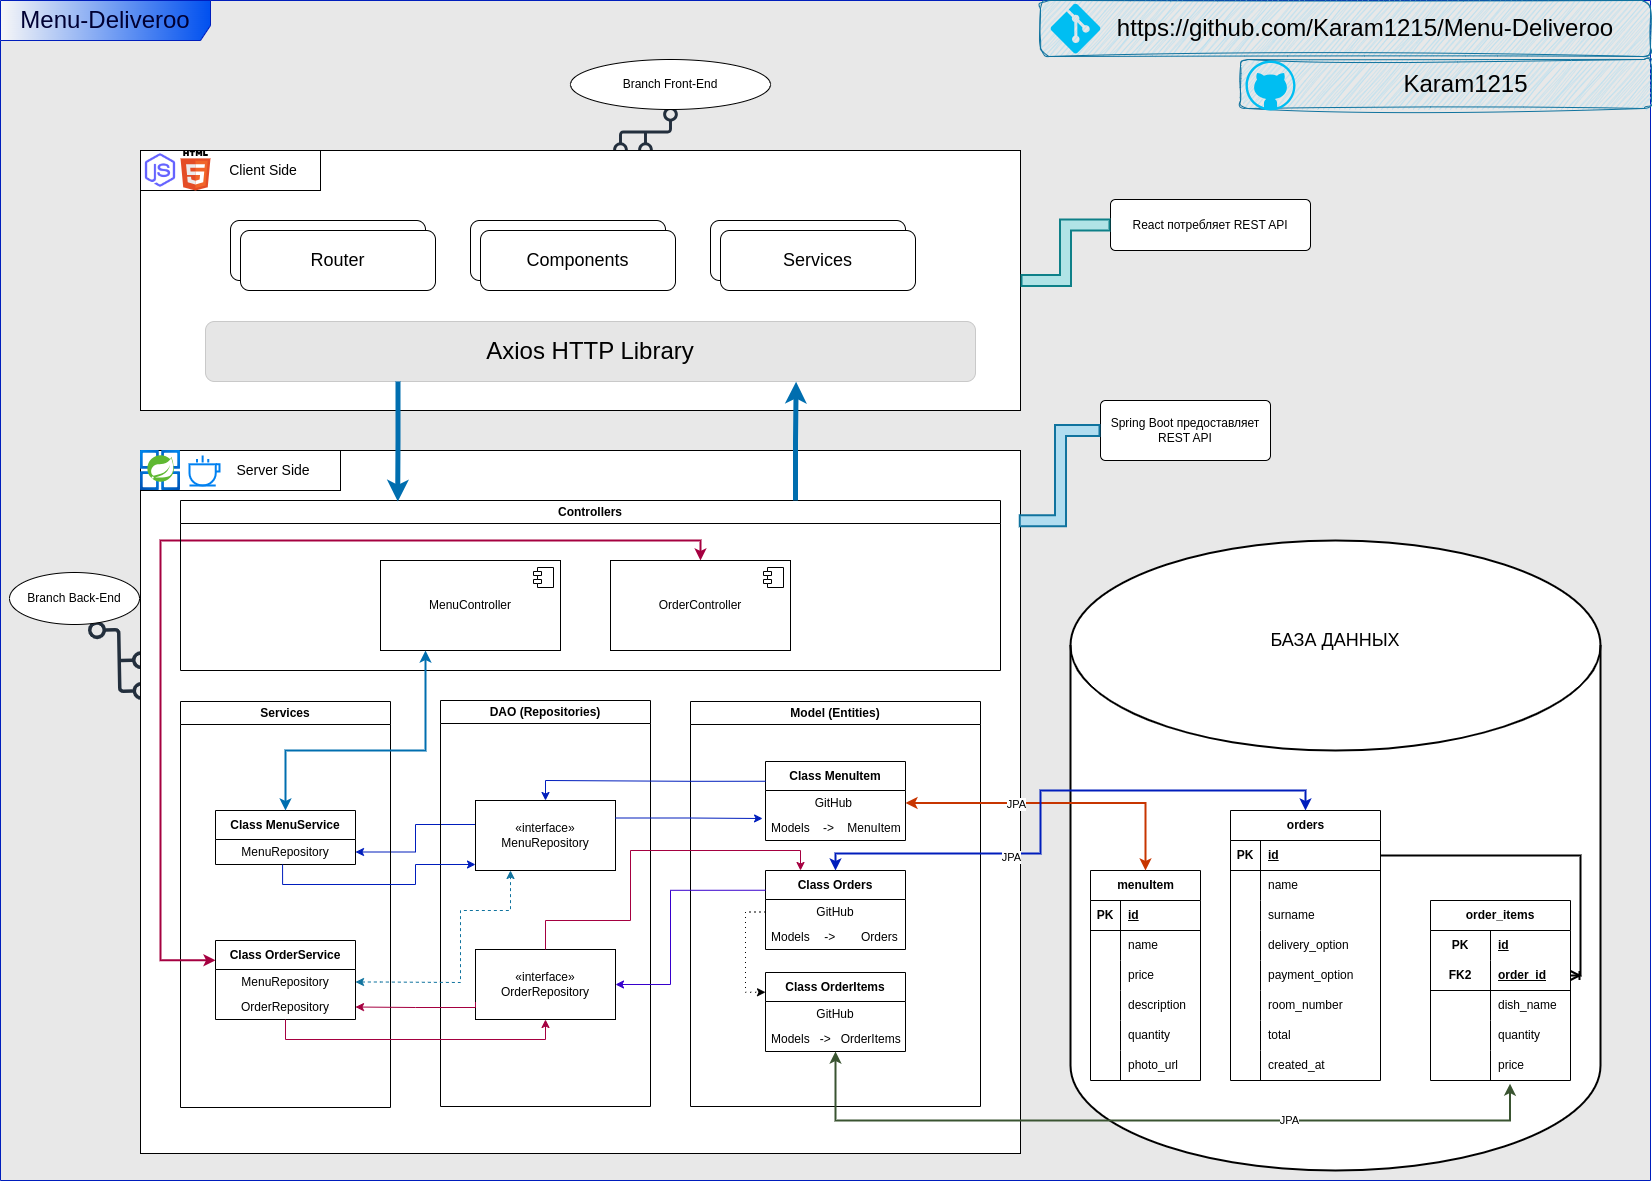 Menu-Deliveroo
https://github.com/Karam1215/Menu-Deliveroo
Karam1215
Branch Front-End
HTML
Client Side
Router
Components
Services
Axios HTTP Library
React потребляет REST API
Spring Boot предоставляет
REST API
Server Side
Controllers
MenuController
OrderController
Branch Back-End
Services
Class MenuService
MenuRepository
Class OrderService
MenuRepository
OrderRepository
DAO (Repositories)
«interface»
MenuRepository
«interface»
OrderRepository
Model (Entities)
Class MenuItem
GitHub
Models -> MenuItem
Class Orders
GitHub
Models -> Orders
Class OrderItems
GitHub
Models -> OrderItems
JPA
JPA
JPA
БАЗА ДАННЫХ
menuItem
PK id
name
price
description
quantity
photo_url
orders
PK id
name
surname
delivery_option
payment_option
room_number
total
created_at
order_items
PK id
FK2 order_id
dish_name
quantity
price